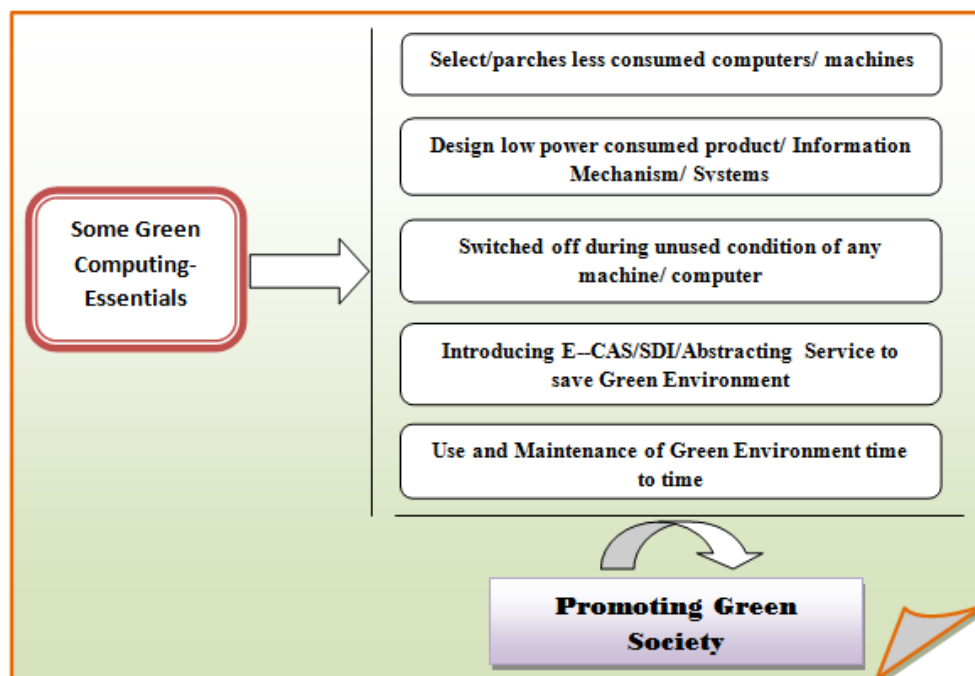 Some Green
Computing-
Essentials
Select/parches less consumed computers/ machines
Design low power consumed product/ Information
Mechanism/ Systems
Switched off during unused condition of any
machine/ computer
Introducing E--CAS/SDI/Abstracting Service to
save Green Environment
Use and Maintenance of Green Environment time
to time
Promoting Green
Society